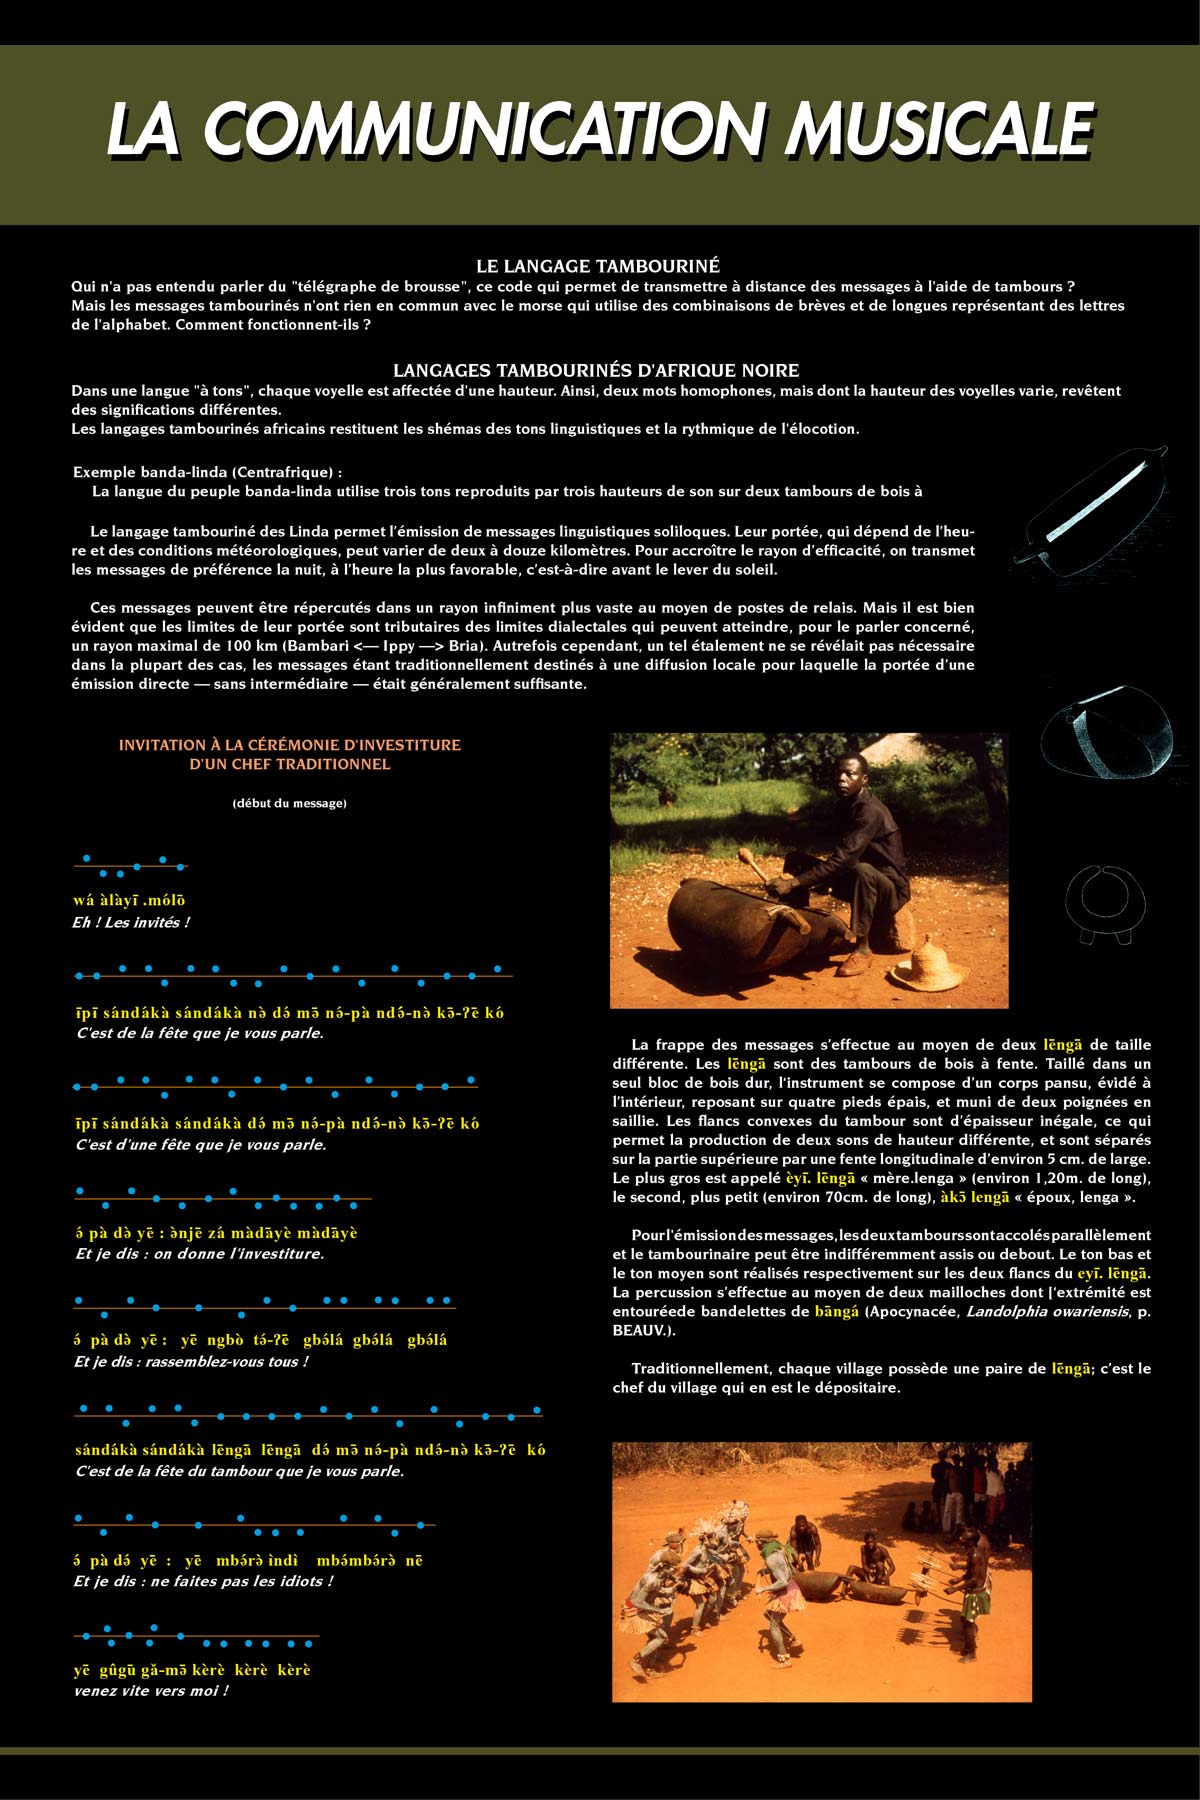 LA COMMUNICATION MUSICALE
LE LANGAGE TAMBOURINÉ
Qui n'a pas entendu parler du "télégraphe de brousse", ce code qui permet de transmettre à distance des messages à l'aide de tambours ?
Mais les messages tambourinés n'ont rien en commun avec le morse qui utilise des combinaisons de brèves et de longues représentant des lettres
de l'alphabet. Comment fonctionnent-ils ?
LANGAGES TAMBOURINÉS D'AFRIQUE NOIRE
Dans une langue "à tons", chaque voyelle est affectée d'une hauteur. Ainsi, deux mots homophones, mais dont la hauteur des voyelles varie, revêtent
des significations différentes.
Les langages tambourinés africains restituent les shémas des tons linguistiques et la rythmique de l'élocotion.
Exemple banda-linda (Centrafrique) :
La langue du peuple banda-linda utilise trois tons reproduits par trois hauteurs de son sur deux tambours de bois à
Le langage tambouriné des Linda permet l'émission de messages linguistiques soliloques. Leur portée, qui dépend de l'heu-
re et des conditions météorologiques, peut varier de deux à douze kilomètres. Pour accroître le rayon d'efficacité, on transmet
les messages de préférence la nuit, à l'heure la plus favorable, c'est-à-dire avant le lever du soleil.
Ces messages peuvent être répercutés dans un rayon infiniment plus vaste au moyen de postes de relais. Mais il est bien
évident que les limites de leur portée sont tributaires des limites dialectales qui peuvent atteindre, pour le parler concerné,
un rayon maximal de 100 km (Bambari <— Ippy —> Bria). Autrefois cependant, un tel étalement ne se révélait pas nécessaire
dans la plupart des cas, les messages étant traditionnellement destinés à une diffusion locale pour laquelle la portée d'une
émission directe — sans intermédiaire — était généralement suffisante.
INVITATION À LA CÉRÉMONIE D'INVESTITURE
D'UN CHEF TRADITIONNEL
(début du message)
wá àlàyī .mólō
Eh ! Les invités !
īpī sándákà sándákà nə̀ də́ mə̄ nə́-pà ndə́-nə̀ kə̄-ʔē kó
C'est de la fête que je vous parle.
īpī sándákà sándákà də́ mə̄ nə́-pà ndə́-nə̀ kə̄-ʔē kó
C'est d'une fête que je vous parle.
ə́ pà də̀ yē : ə̀njē zá màdāyè màdāyè
Et je dis : on donne l'investiture.
ə́ pà də̀ yē : yē ngbò tə́-ʔē gbə́lá gbə́lá gbə́lá
Et je dis : rassemblez-vous tous !
sándákà sándákà lēngā lēngā də́ mə̄ nə́-pà ndə́-nə̀ kə̄-ʔē kó
C'est de la fête du tambour que je vous parle.
ə́ pà də́ yē : yē mbə́rə̀ ìndì mbə́mbə́rə̀ nē
Et je dis : ne faites pas les idiots !
yē gûgū gǎ-mə̄ kèrè kèrè kèrè
venez vite vers moi !
La frappe des messages s'effectue au moyen de deux lēngā de taille
différente. Les lēngā sont des tambours de bois à fente. Taillé dans un
seul bloc de bois dur, l'instrument se compose d'un corps pansu, évidé à
l'intérieur, reposant sur quatre pieds épais, et muni de deux poignées en
saillie. Les flancs convexes du tambour sont d'épaisseur inégale, ce qui
permet la production de deux sons de hauteur différente, et sont séparés
sur la partie supérieure par une fente longitudinale d'environ 5 cm. de large.
Le plus gros est appelé èyī. lēngā « mère.lenga » (environ 1,20m. de long),
le second, plus petit (environ 70cm. de long), àkɔ̄ lengā « époux, lenga ».
Pour l'émission des messages, les deux tambours sont accolés parallèlement
et le tambourinaire peut être indifféremment assis ou debout. Le ton bas et
le ton moyen sont réalisés respectivement sur les deux flancs du eyī. lēngā.
La percussion s'effectue au moyen de deux mailloches dont l'extrémité est
entouréede bandelettes de bāngá (Apocynacée, Landolphia owariensis, p.
BEAUV.).
Traditionnellement, chaque village possède une paire de lēngā; c'est le
chef du village qui en est le dépositaire.